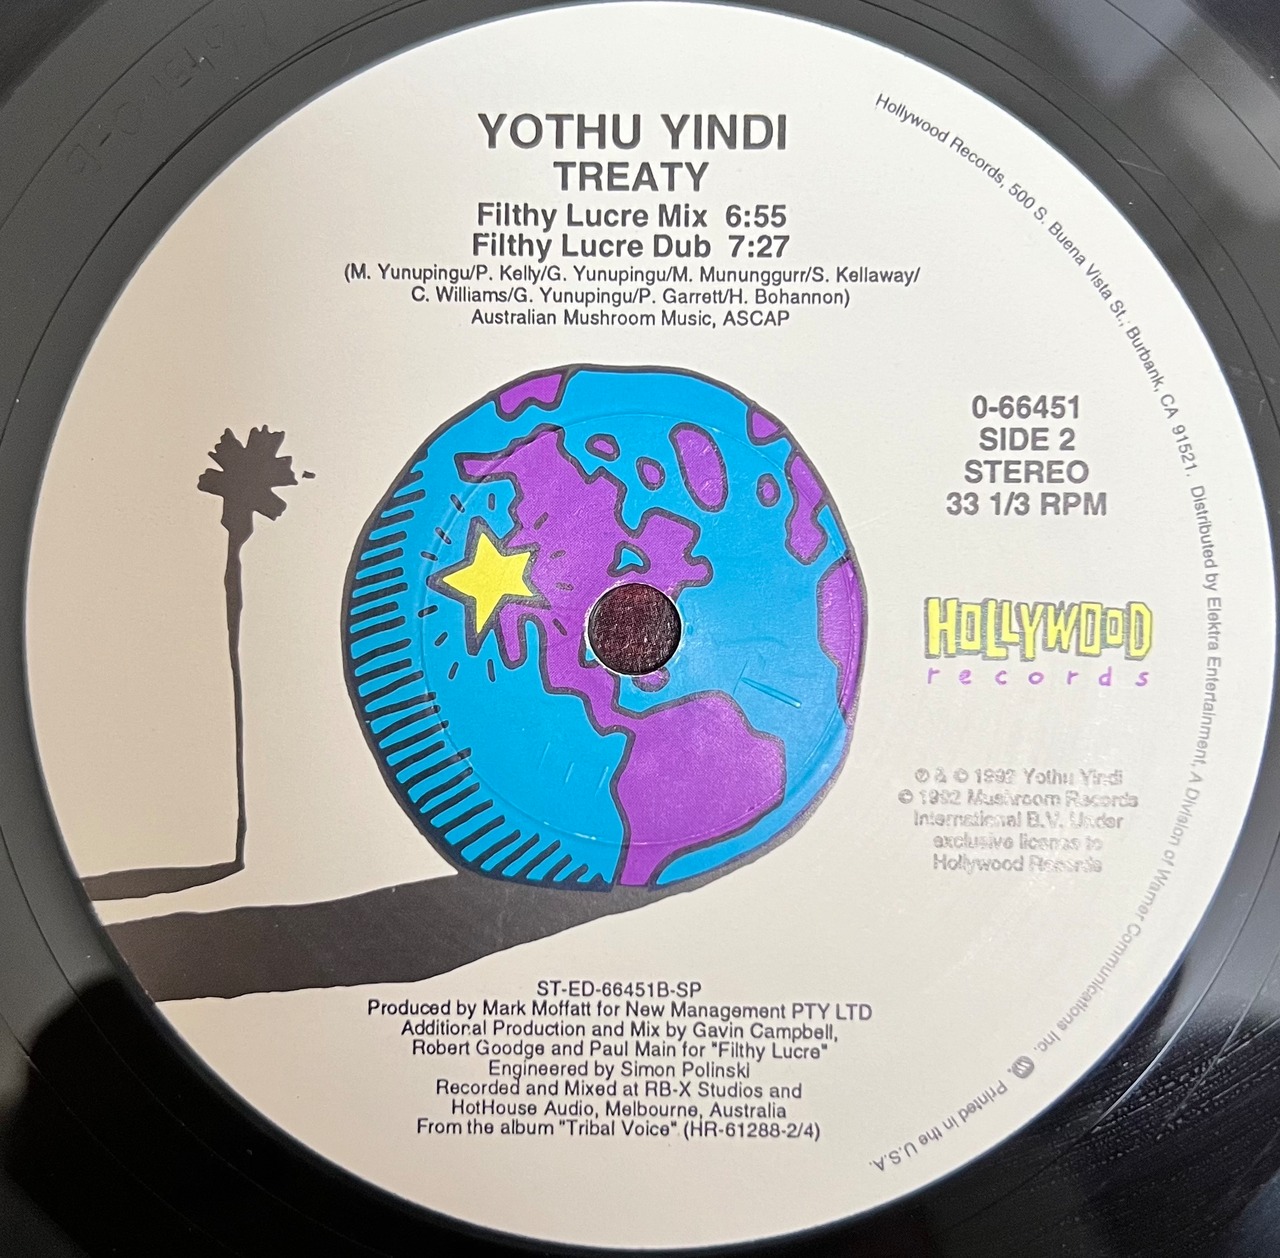 YOTHU YINDI
TREATY
Filthy Lucre Mix 6:55
Filthy Lucre Dub 7:27
(M. Yunupingu/P. Kelly/G. Yunupingu/M. Mununggurr/S. Kellaway/
C. Williams/G. Yunupingu/P. Garrett/H. Bohannon)
Australian Mushroom Music, ASCAP
0-66451
SIDE 2
STEREO
33 1/3 RPM
HOLLYWOOD
records
℗ & © 1992 Yothu Yindi
© 1992 Mushroom Records
International B.V. Under
exclusive license to
Hollywood Records
ST-ED-66451B-SP
Produced by Mark Moffatt for New Management PTY LTD
Additional Production and Mix by Gavin Campbell,
Robert Goodge and Paul Main for "Filthy Lucre"
Engineered by Simon Polinski
Recorded and Mixed at RB-X Studios and
HotHouse Audio, Melbourne, Australia
From the album "Tribal Voice" (HR-61288-2/4)
Hollywood Records, 500 S. Buena Vista St., Burbank, CA 91521. Distributed by Elektra Entertainment, A Division of Warner Communications Inc. Printed in the U.S.A.